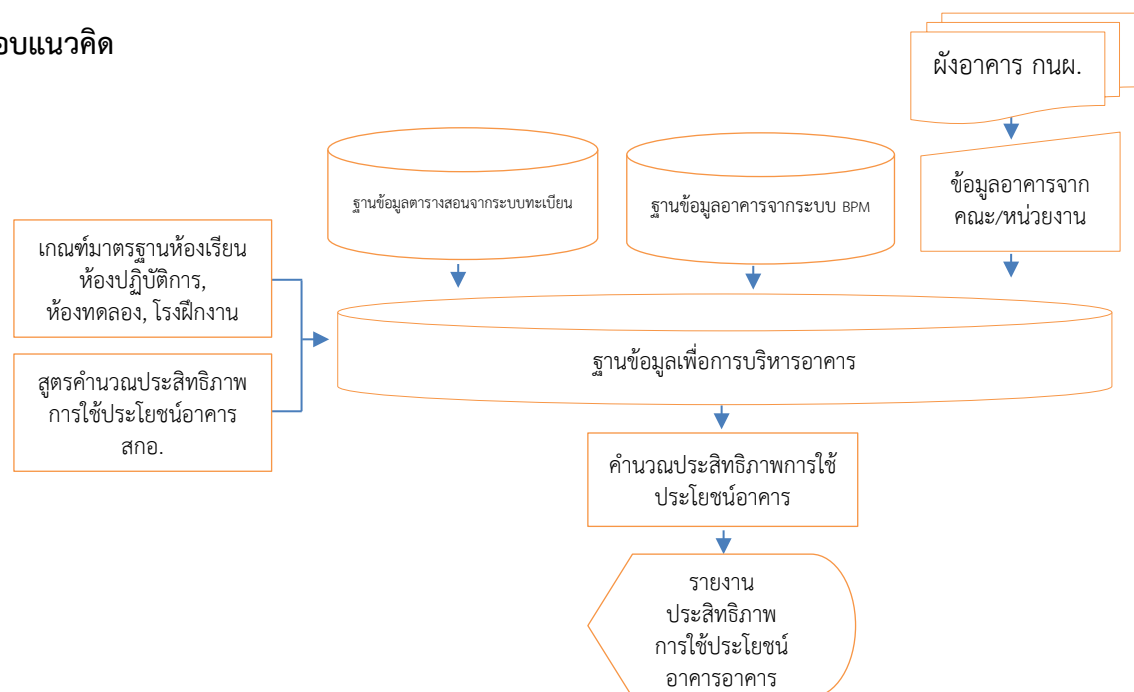 อบแนวคิด
ผังอาคาร กนผ.
ฐานข้อมูลตารางสอนจากระบบทะเบียน
ฐานข้อมูลอาคารจากระบบ BPM
ข้อมูลอาคารจาก
คณะ/หน่วยงาน
เกณฑ์มาตรฐานห้องเรียน
ห้องปฏิบัติการ,
ห้องทดลอง, โรงฝึกงาน
สูตรคำนวณประสิทธิภาพ
การใช้ประโยชน์อาคาร
สกอ.
ฐานข้อมูลเพื่อการบริหารอาคาร
คำนวณประสิทธิภาพการใช้
ประโยชน์อาคาร
รายงาน
ประสิทธิภาพ
การใช้ประโยชน์
อาคารอาคาร